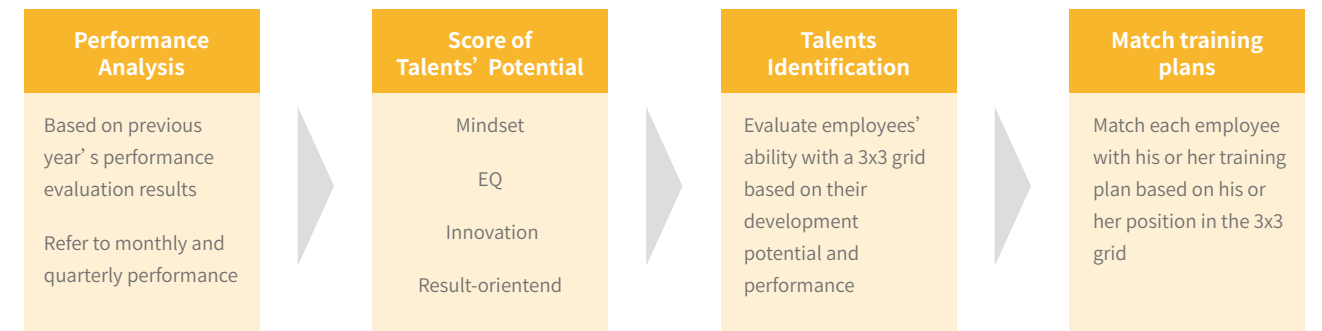 Performance
Analysis
Based on previous
year’s performance
evaluation results
Refer to monthly and
quarterly performance
Score of
Talents’ Potential
Mindset
EQ
Innovation
Result-orientend
Talents
Identification
Evaluate employees’
ability with a 3x3 grid
based on their
development
potential and
performance
Match training
plans
Match each employee
with his or her training
plan based on his or
her position in the 3x3
grid